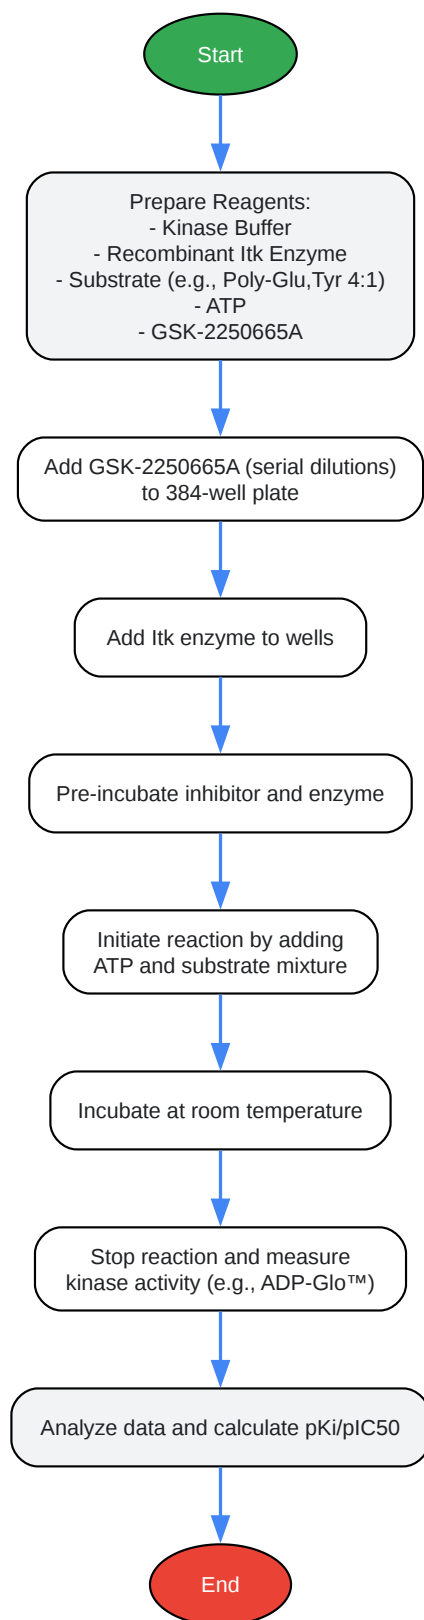 Start
Prepare Reagents:
- Kinase Buffer
- Recombinant Itk Enzyme
- Substrate (e.g., Poly-Glu,Tyr 4:1)
- ATP
- GSK-2250665A
Add GSK-2250665A (serial dilutions)
to 384-well plate
Add Itk enzyme to wells
Pre-incubate inhibitor and enzyme
Initiate reaction by adding
ATP and substrate mixture
Incubate at room temperature
Stop reaction and measure
kinase activity (e.g., ADP-Glo™)
Analyze data and calculate pKi/pIC50
End